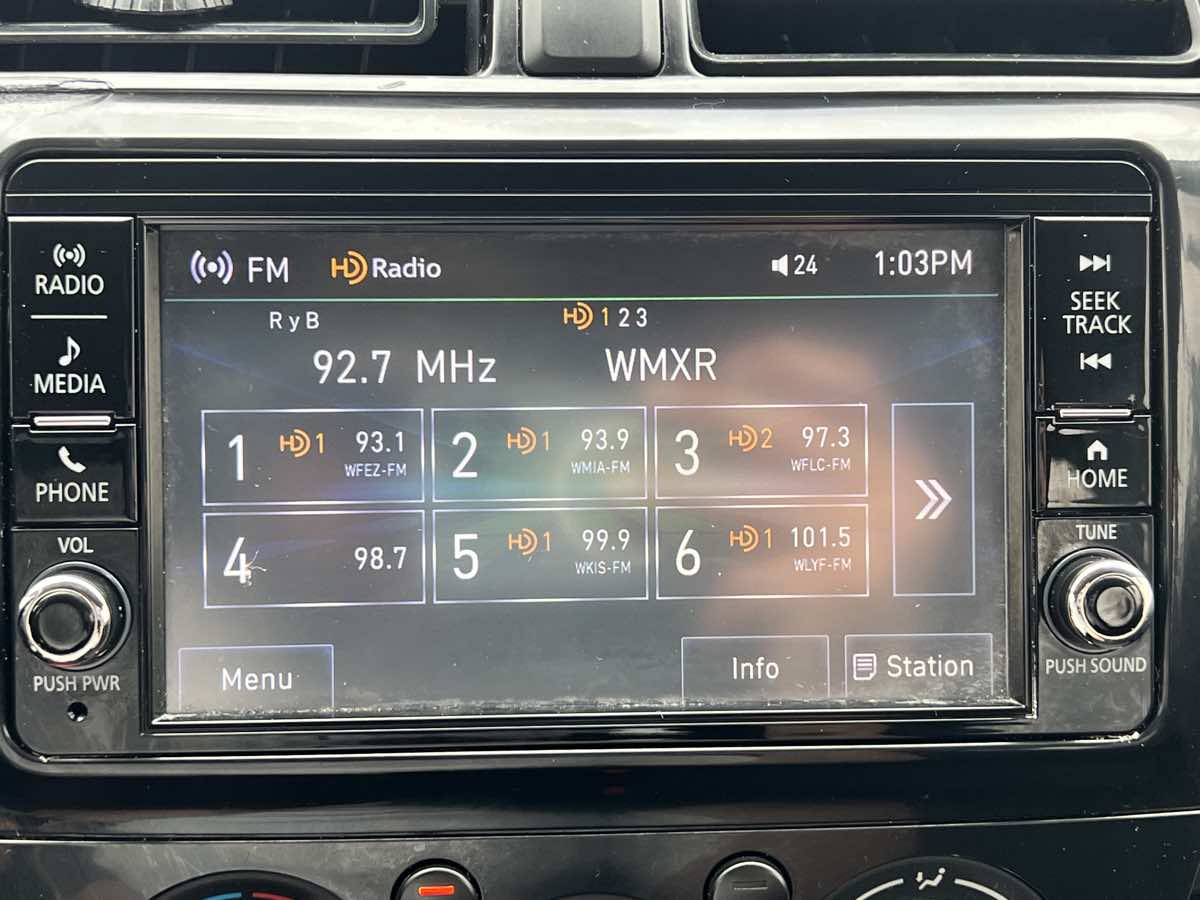 RADIO
MEDIA
PHONE
VOL
PUSH PWR
FM HD Radio 24 1:03PM
RyB HD 1 2 3
92.7 MHz WMXR
1 HD 1 93.1
WFEZ-FM
2 HD 1 93.9
WMIA-FM
3 HD 2 97.3
WFLC-FM
4 98.7
5 HD 1 99.9
WKIS-FM
6 HD 1 101.5
WLYF-FM
Menu Info Station
SEEK
TRACK
HOME
TUNE
PUSH SOUND